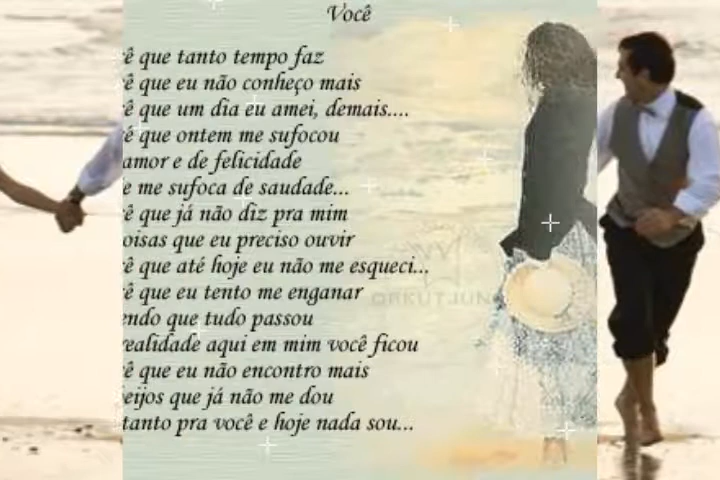 Você
ê que tanto tempo faz
ê que eu não conheço mais
ê que um dia eu amei, demais....
ê que ontem me sufocou
amor e de felicidade
e me sufoca de saudade...
ê que já não diz pra mim
oisas que eu preciso ouvir
ê que até hoje eu não me esqueci...
ê que eu tento me enganar
endo que tudo passou
realidade aqui em mim você ficou
ê que eu não encontro mais
eijos que já não me dou
tanto pra você e hoje nada sou...
ORKUTJUN